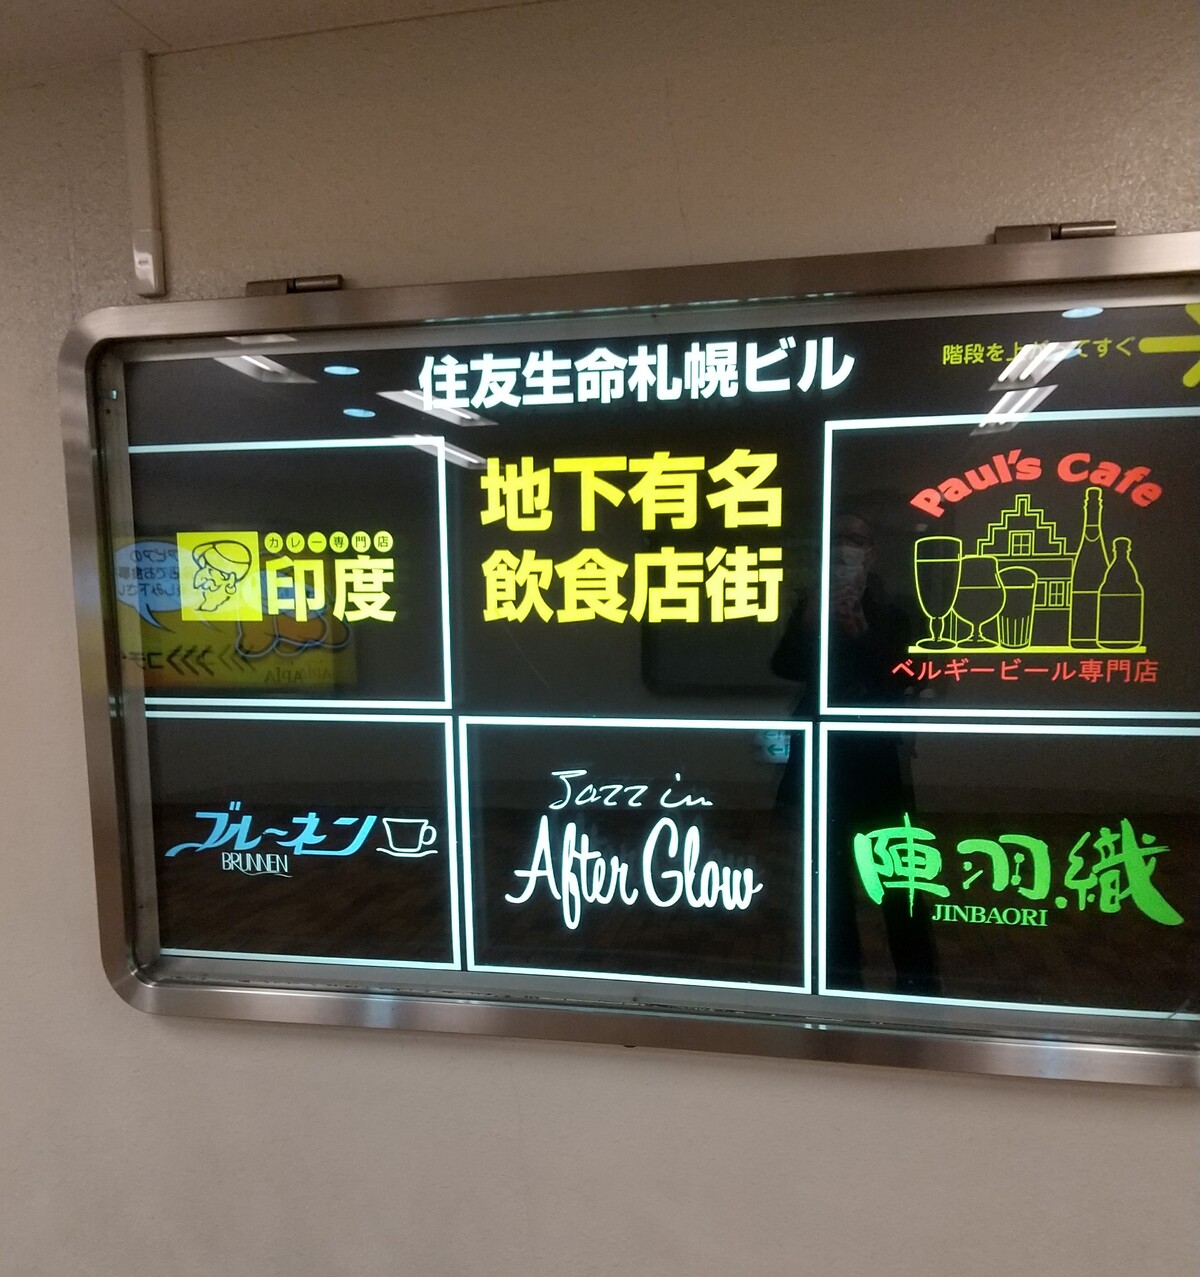 住友生命札幌ビル
階段を上がってすぐ
カレー専門店
印度
地下有名
飲食店街
Paul's Cafe
ベルギービール専門店
ブルーネン
BRUNNEN
Jazz in
After Glow
陣羽織
JINBAORI